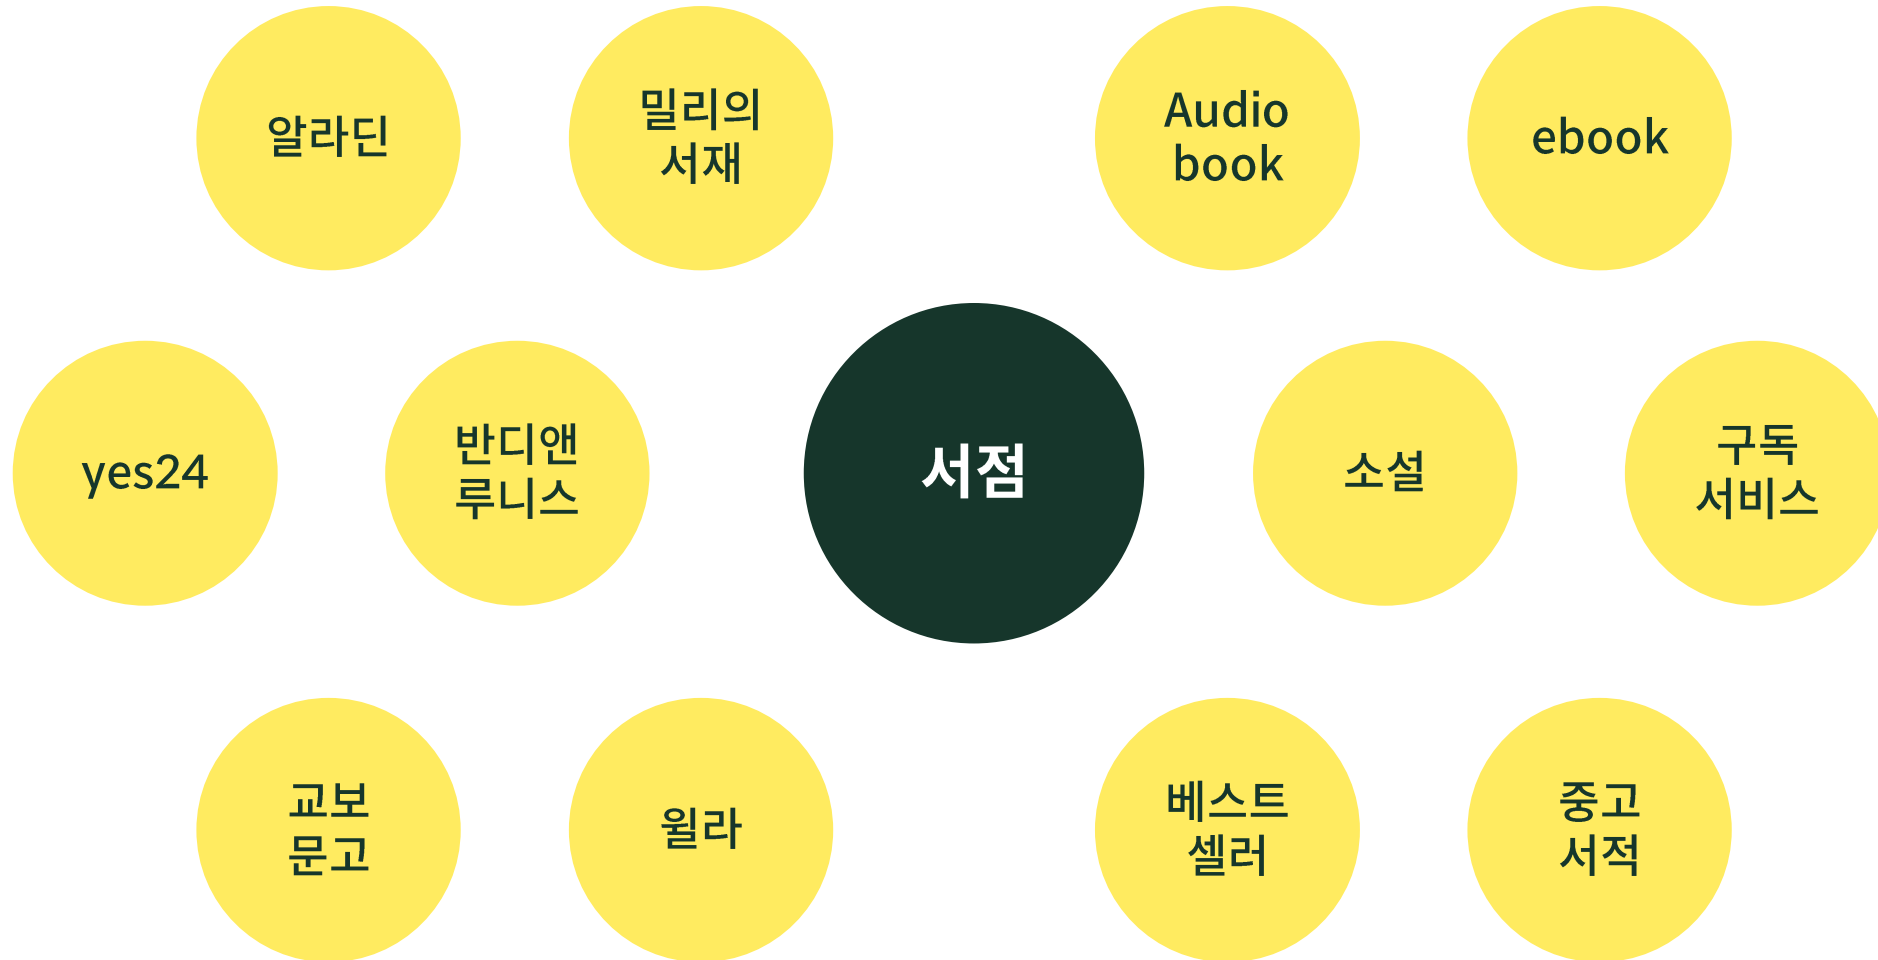 알라딘
밀리의
서재
Audio
book
ebook
yes24
반디앤
루니스
서점
소설
구독
서비스
교보
문고
윌라
베스트
셀러
중고
서적